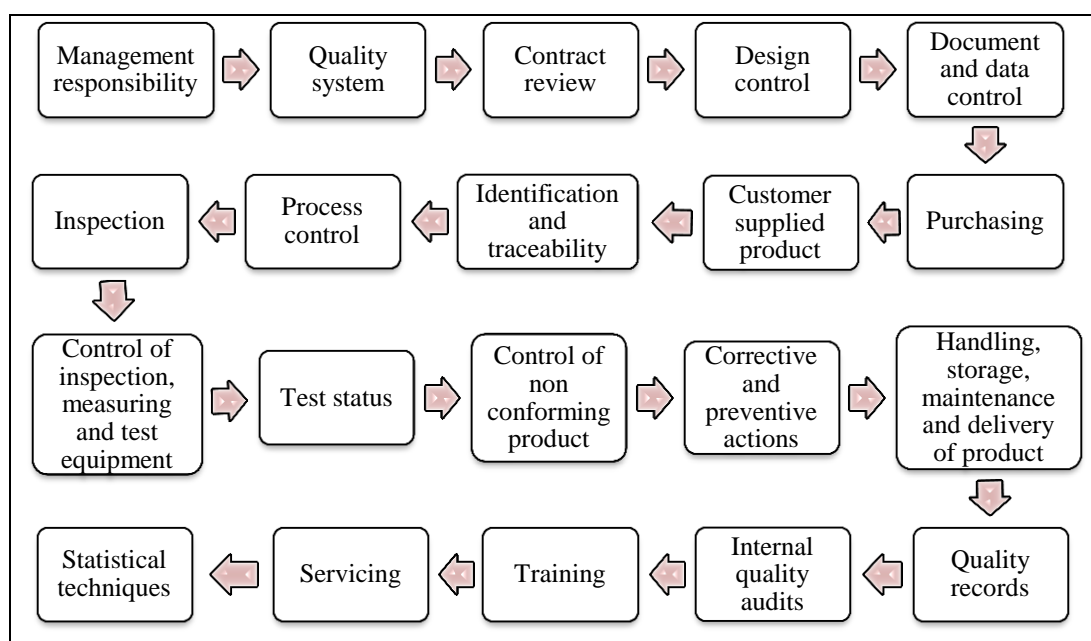 Management
responsibility
Quality
system
Contract
review
Design
control
Document
and data
control
Purchasing
Customer
supplied
product
Identification
and
traceability
Process
control
Inspection
Control of
inspection,
measuring
and test
equipment
Test status
Control of
non
conforming
product
Corrective
and
preventive
actions
Handling,
storage,
maintenance
and delivery
of product
Quality
records
Internal
quality
audits
Training
Servicing
Statistical
techniques